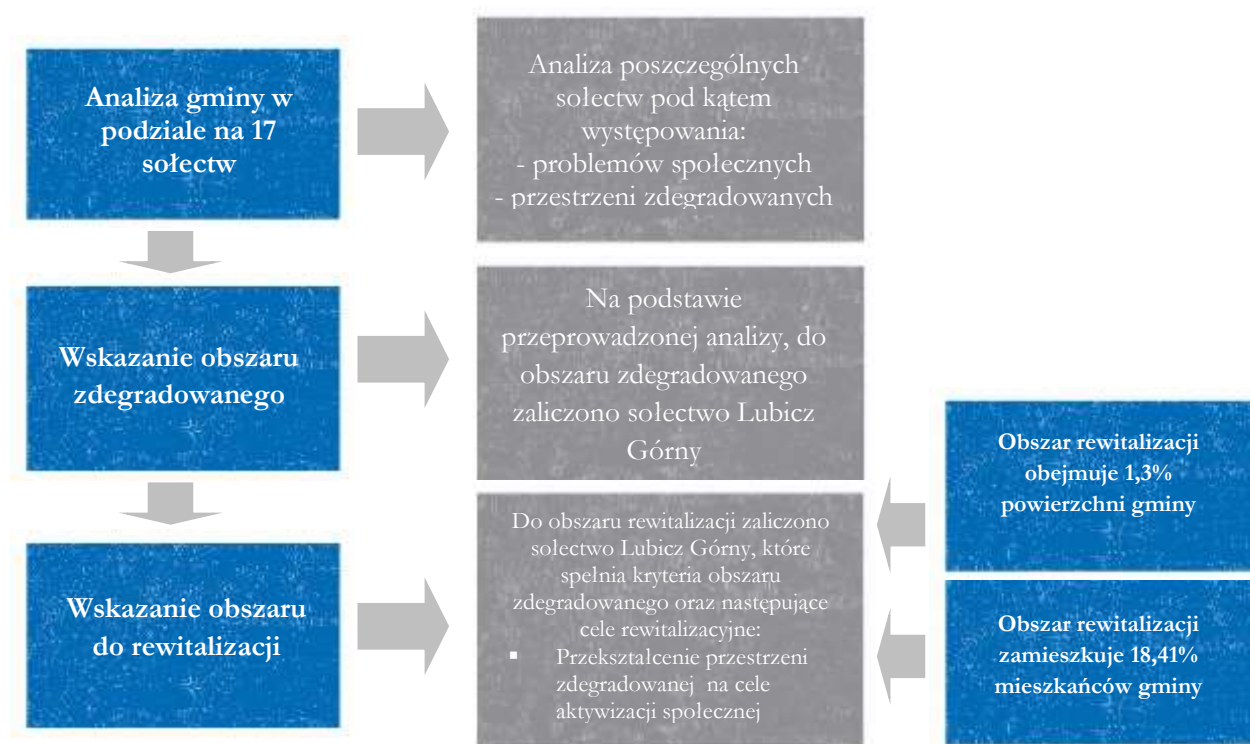 Analiza gminy w
podziale na 17
sołectw
Analiza poszczególnych
sołectw pod kątem
występowania:
- problemów społecznych
- przestrzeni zdegradowanych
Wskazanie obszaru
zdegradowanego
Na podstawie
przeprowadzonej analizy, do
obszaru zdegradowanego
zaliczono sołectwo Lubicz
Górny
Wskazanie obszaru
do rewitalizacji
Do obszaru rewitalizacji zaliczono
sołectwo Lubicz Górny, które
spełnia kryteria obszaru
zdegradowanego oraz następujące
cele rewitalizacyjne:
▪ Przekształcenie przestrzeni
zdegradowanej na cele
aktywizacji społecznej
Obszar rewitalizacji
obejmuje 1,3%
powierzchni gminy
Obszar rewitalizacji
zamieszkuje 18,41%
mieszkańców gminy